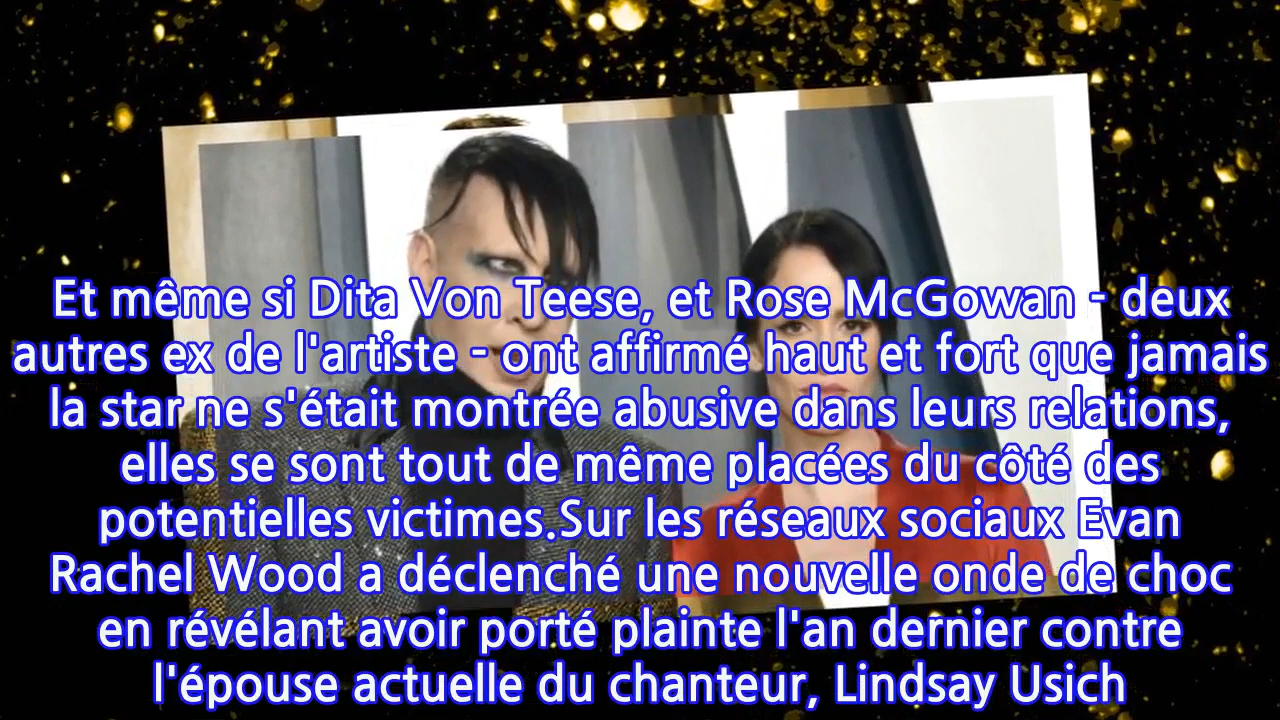 Et même si Dita Von Teese, et Rose McGowan - deux
autres ex de l'artiste - ont affirmé haut et fort que jamais
la star ne s'était montrée abusive dans leurs relations,
elles se sont tout de même placées du côté des
potentielles victimes.Sur les réseaux sociaux Evan
Rachel Wood a déclenché une nouvelle onde de choc
en révélant avoir porté plainte l'an dernier contre
l'épouse actuelle du chanteur, Lindsay Usich